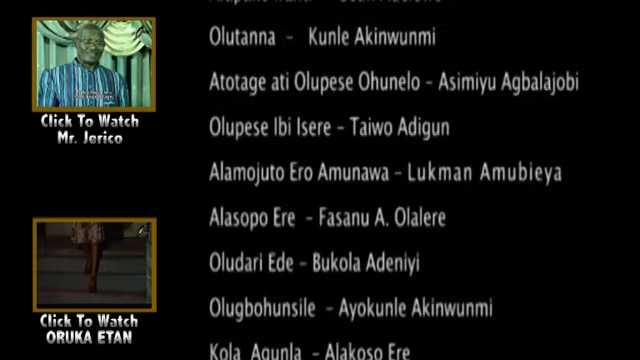 Olutanna - Kunle Akinwunmi
Atotage ati Olupese Ohunelo - Asimiyu Agbalajobi
Olupese Ibi Isere - Taiwo Adigun
Alamojuto Ero Amunawa - Lukman Amubieya
Alasopo Ere - Fasanu A. Olalere
Oludari Ede - Bukola Adeniyi
Olugbohunsile - Ayokunle Akinwunmi
Kola Agunla - Alakoso Ere
Click To Watch
Mr. Jerico
Click To Watch
ORUKA ETAN